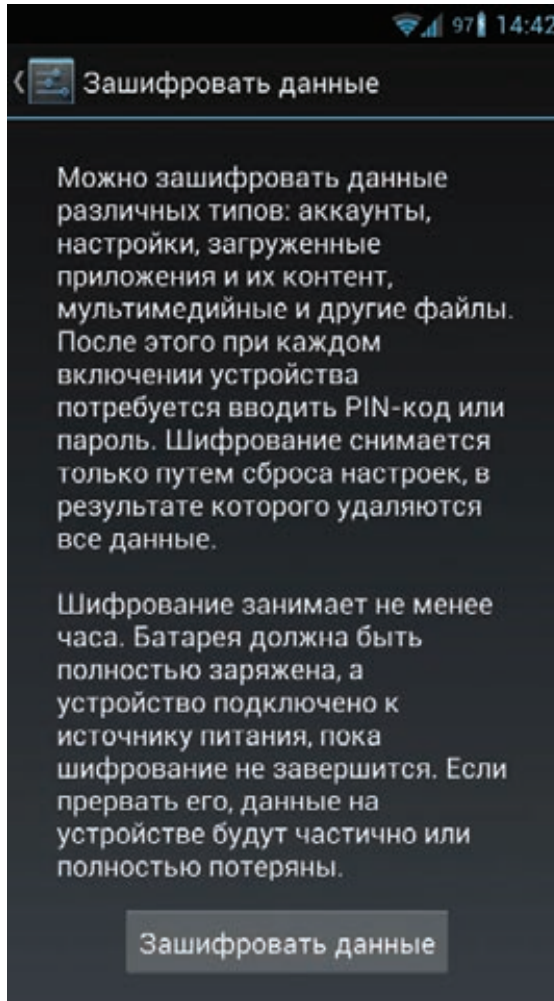 97 14:42
Зашифровать данные
Можно зашифровать данные
различных типов: аккаунты,
настройки, загруженные
приложения и их контент,
мультимедийные и другие файлы.
После этого при каждом
включении устройства
потребуется вводить PIN-код или
пароль. Шифрование снимается
только путем сброса настроек, в
результате которого удаляются
все данные.
Шифрование занимает не менее
часа. Батарея должна быть
полностью заряжена, а
устройство подключено к
источнику питания, пока
шифрование не завершится. Если
прервать его, данные на
устройстве будут частично или
полностью потеряны.
Зашифровать данные